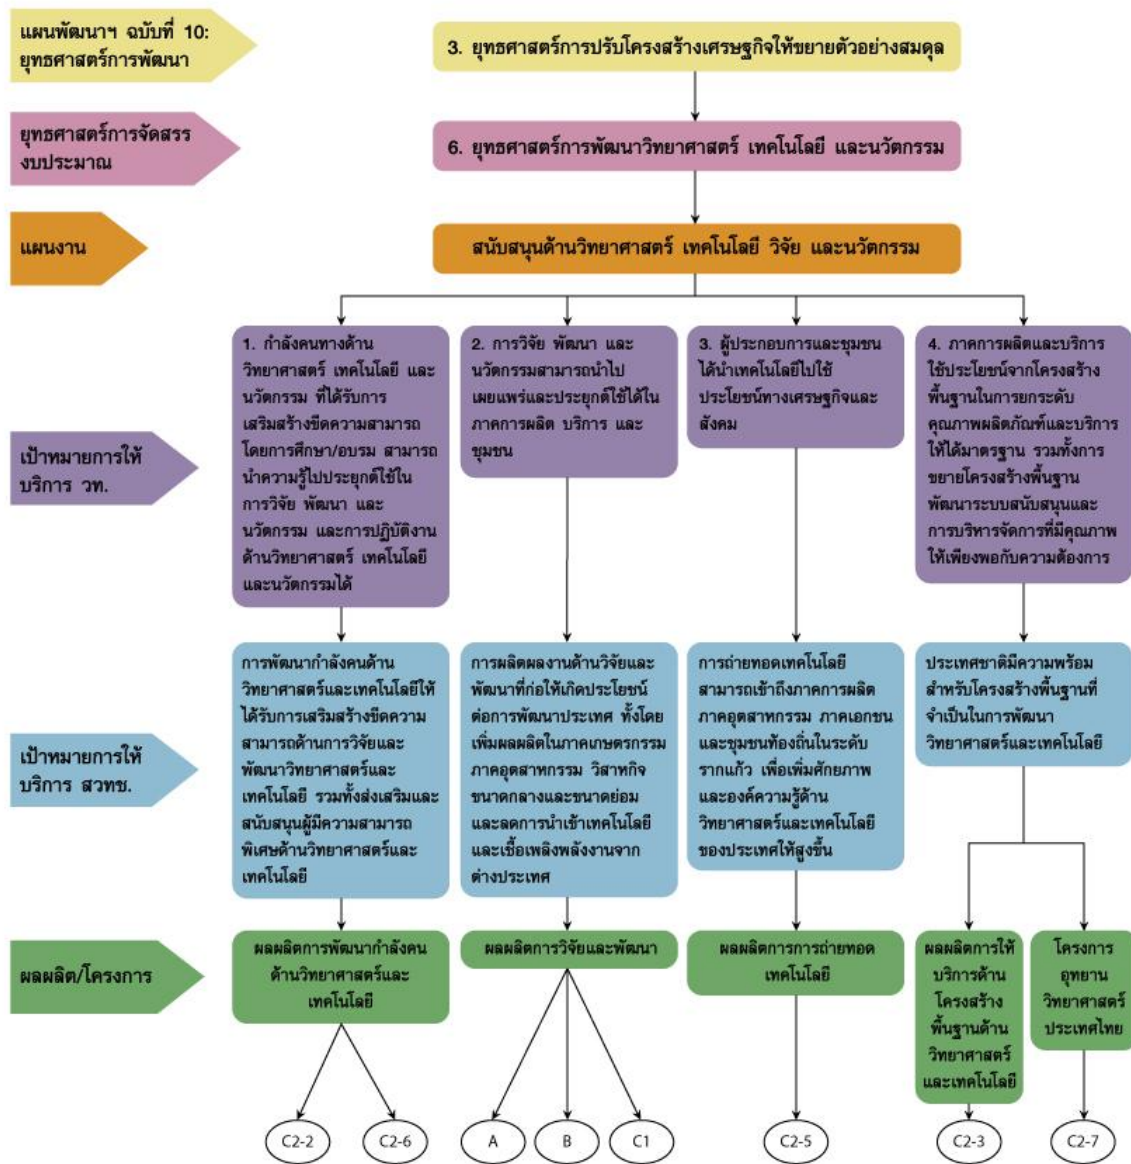 แผนพัฒนาฯ ฉบับที่ 10:
ยุทธศาสตร์การพัฒนา
3. ยุทธศาสตร์การปรับโครงสร้างเศรษฐกิจให้ขยายตัวอย่างสมดุล
ยุทธศาสตร์การจัดสรร
งบประมาณ
6. ยุทธศาสตร์การพัฒนาวิทยาศาสตร์ เทคโนโลยี และนวัตกรรม
แผนงาน
สนับสนุนด้านวิทยาศาสตร์ เทคโนโลยี วิจัย และนวัตกรรม
เป้าหมายการให้
บริการ วท.
1. กำลังคนทางด้าน
วิทยาศาสตร์ เทคโนโลยี และ
นวัตกรรม ที่ได้รับการ
เสริมสร้างขีดความสามารถ
โดยการศึกษา/อบรม สามารถ
นำความรู้ไปประยุกต์ใช้ใน
การวิจัย พัฒนา และ
นวัตกรรม และการปฏิบัติงาน
ด้านวิทยาศาสตร์ เทคโนโลยี
และนวัตกรรมได้
2. การวิจัย พัฒนา และ
นวัตกรรมสามารถนำไป
เผยแพร่และประยุกต์ใช้ได้ใน
ภาคการผลิต บริการ และ
ชุมชน
3. ผู้ประกอบการและชุมชน
ได้นำเทคโนโลยีไปใช้
ประโยชน์ทางเศรษฐกิจและ
สังคม
4. ภาคการผลิตและบริการ
ใช้ประโยชน์จากโครงสร้าง
พื้นฐานในการยกระดับ
คุณภาพผลิตภัณฑ์และบริการ
ให้ได้มาตรฐาน รวมทั้งการ
ขยายโครงสร้างพื้นฐาน
พัฒนาระบบสนับสนุนและ
การบริหารจัดการที่มีคุณภาพ
ให้เพียงพอกับความต้องการ
เป้าหมายการให้
บริการ สวทช.
การพัฒนากำลังคนด้าน
วิทยาศาสตร์และเทคโนโลยีให้
ได้รับการเสริมสร้างขีดความ
สามารถด้านการวิจัยและ
พัฒนาวิทยาศาสตร์และ
เทคโนโลยี รวมทั้งส่งเสริมและ
สนับสนุนผู้มีความสามารถ
พิเศษด้านวิทยาศาสตร์และ
เทคโนโลยี
การผลิตผลงานด้านวิจัยและ
พัฒนาที่ก่อให้เกิดประโยชน์
ต่อการพัฒนาประเทศ ทั้งโดย
เพิ่มผลผลิตในภาคเกษตรกรรม
ภาคอุตสาหกรรม วิสาหกิจ
ขนาดกลางและขนาดย่อม
และลดการนำเข้าเทคโนโลยี
และเชื้อเพลิงพลังงานจาก
ต่างประเทศ
การถ่ายทอดเทคโนโลยี
สามารถเข้าถึงภาคการผลิต
ภาคอุตสาหกรรม ภาคเอกชน
และชุมชนท้องถิ่นในระดับ
รากแก้ว เพื่อเพิ่มศักยภาพ
และองค์ความรู้ด้าน
วิทยาศาสตร์และเทคโนโลยี
ของประเทศให้สูงขึ้น
ประเทศชาติมีความพร้อม
สำหรับโครงสร้างพื้นฐานที่
จำเป็นในการพัฒนา
วิทยาศาสตร์และเทคโนโลยี
ผลผลิต/โครงการ
ผลผลิตการพัฒนากำลังคน
ด้านวิทยาศาสตร์และ
เทคโนโลยี
ผลผลิตการวิจัยและพัฒนา
ผลผลิตการการถ่ายทอด
เทคโนโลยี
ผลผลิตการให้
บริการด้าน
โครงสร้าง
พื้นฐานด้าน
วิทยาศาสตร์
และเทคโนโลยี
โครงการ
อุทยาน
วิทยาศาสตร์
ประเทศไทย
C2-2
C2-6
A
B
C1
C2-5
C2-3
C2-7